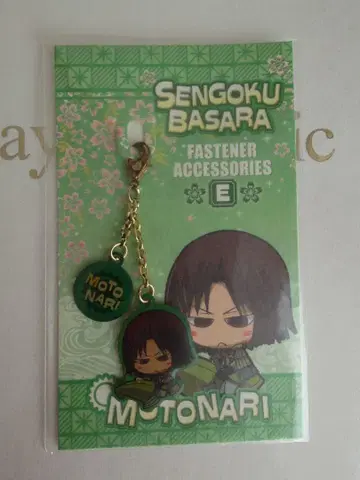 SENGOKU
BASARA
FASTENER
ACCESSORIES
E
MOTO
NARI
MOTONARI